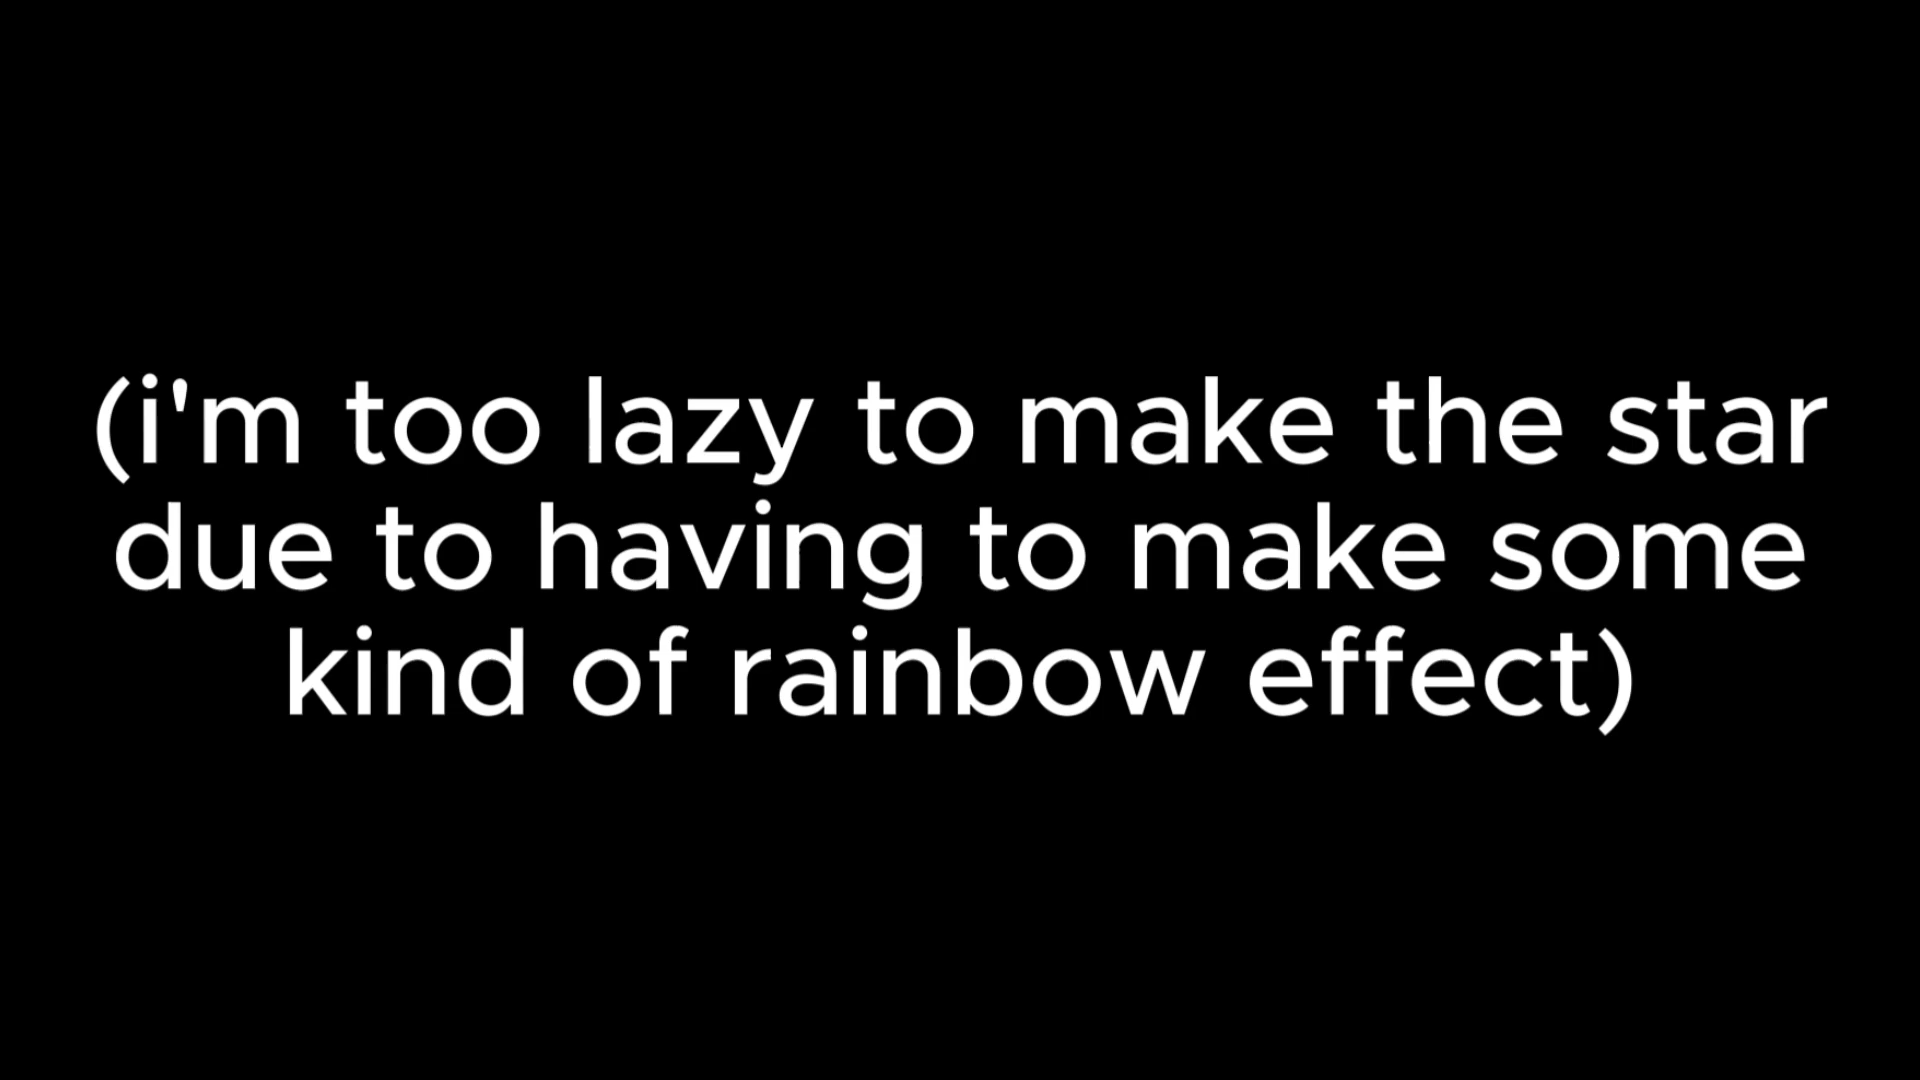 (i'm too lazy to make the star
due to having to make some
kind of rainbow effect)